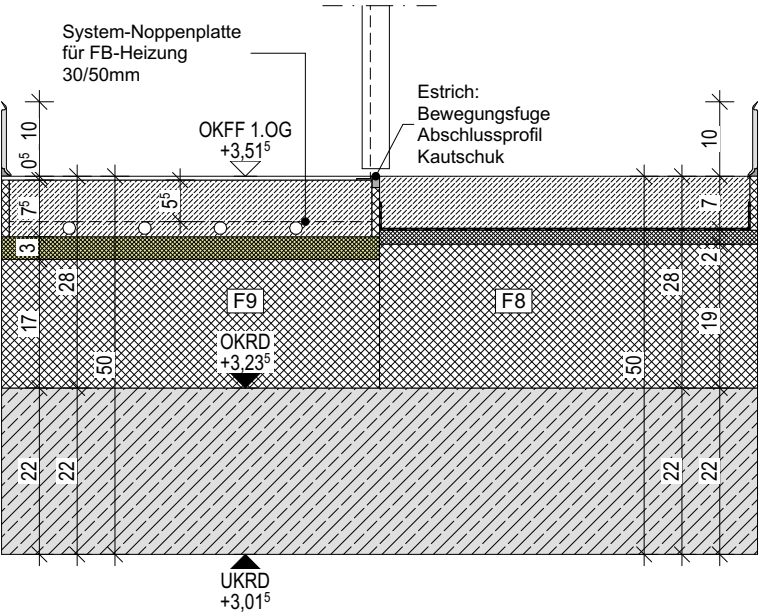 System-Noppenplatte
für FB-Heizung
30/50mm
Estrich:
Bewegungsfuge
Abschlussprofil
Kautschuk
OKFF 1.OG
+3,51⁵
10
0⁵
10
7⁵
5⁵
7
3
2
28
28
17
19
F9
F8
OKRD
+3,23⁵
50
50
22
22
22
22
UKRD
+3,01⁵